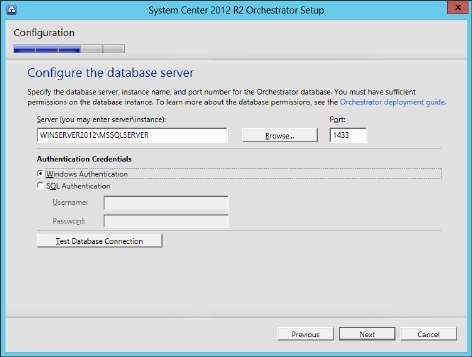 System Center 2012 R2 Orchestrator Setup
Configuration
Configure the database server
Specify the database server, instance name, and port number for the Orchestrator database. You must have sufficient
permissions on the database instance. To learn more about the database permissions, see the Orchestrator deployment guide.
Server (you may enter server\instance): Port:
WINSERVER2012\MSSQLSERVER Browse... 1433
Authentication Credentials
Windows Authentication
SQL Authentication
Username:
Password:
Test Database Connection
Previous Next Cancel